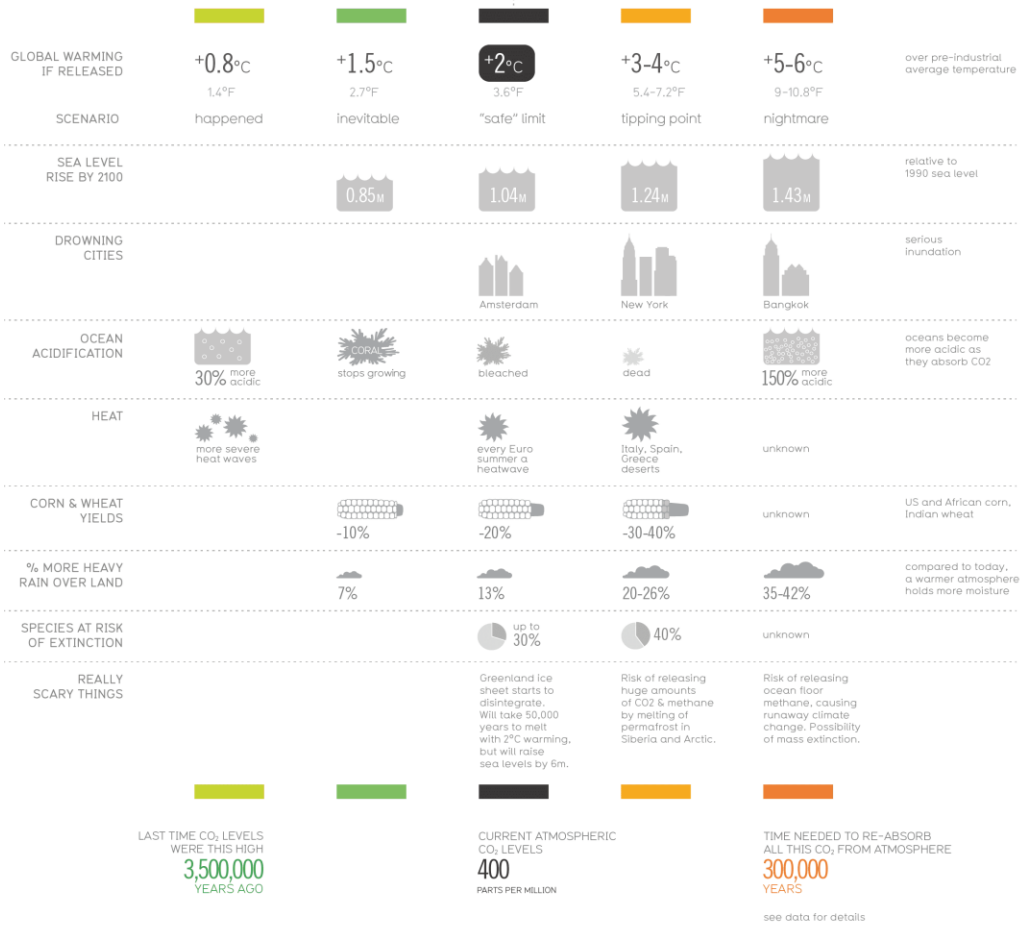 GLOBAL WARMING
IF RELEASED
+0.8°C
+1.5°C
+2°C
+3-4°C
+5-6°C
over pre-industrial
average temperature
1.4°F
2.7°F
3.6°F
5.4-7.2°F
9-10.8°F
SCENARIO
happened
inevitable
"safe" limit
tipping point
nightmare
SEA LEVEL
RISE BY 2100
0.85M
1.04M
1.24M
1.43M
relative to
1990 sea level
DROWNING
CITIES
Amsterdam
New York
Bangkok
serious
inundation
OCEAN
ACIDIFICATION
30% more
acidic
CORAL
stops growing
bleached
dead
150% more
acidic
oceans become
more acidic as
they absorb CO2
HEAT
more severe
heat waves
every Euro
summer a
heatwave
Italy, Spain,
Greece
deserts
unknown
CORN & WHEAT
YIELDS
-10%
-20%
-30-40%
unknown
US and African corn,
Indian wheat
% MORE HEAVY
RAIN OVER LAND
7%
13%
20-26%
35-42%
compared to today,
a warmer atmosphere
holds more moisture
SPECIES AT RISK
OF EXTINCTION
up to
30%
40%
unknown
REALLY
SCARY THINGS
Greenland ice
sheet starts to
disintegrate.
Will take 50,000
years to melt
with 2°C warming,
but will raise
sea levels by 6m.
Risk of releasing
huge amounts
of CO2 & methane
by melting of
permafrost in
Siberia and Arctic.
Risk of releasing
ocean floor
methane, causing
runaway climate
change. Possibility
of mass extinction.
LAST TIME CO₂ LEVELS
WERE THIS HIGH
3,500,000
YEARS AGO
CURRENT ATMOSPHERIC
CO₂ LEVELS
400
PARTS PER MILLION
TIME NEEDED TO RE-ABSORB
ALL THIS CO₂ FROM ATMOSPHERE
300,000
YEARS
see data for details